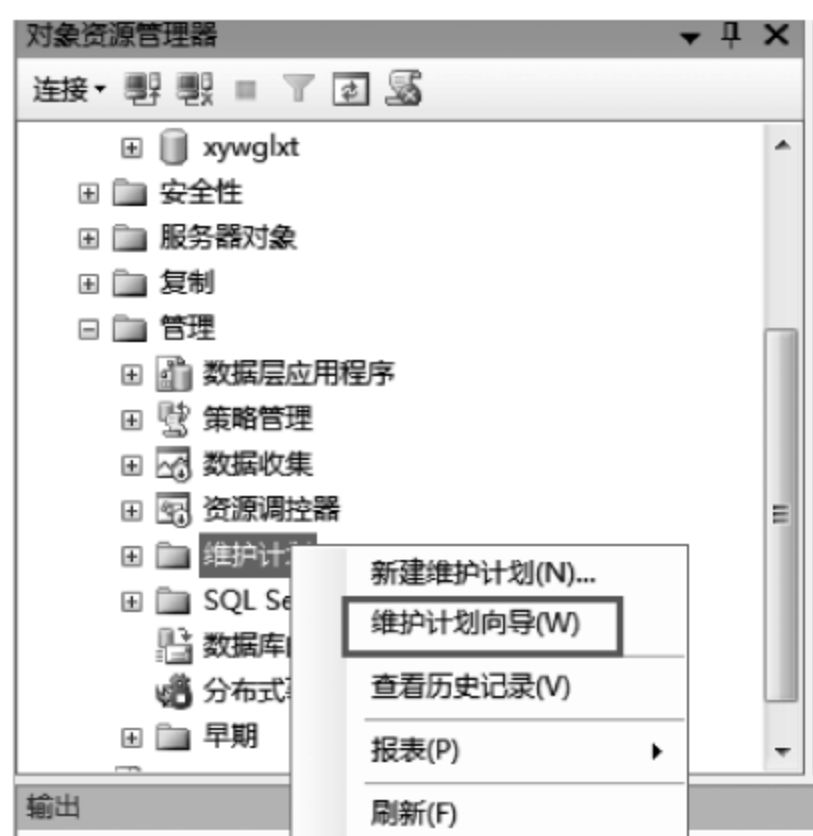 对象资源管理器
连接
xywglxt
安全性
服务器对象
复制
管理
数据层应用程序
策略管理
数据收集
资源调控器
维护计
新建维护计划(N)...
SQL Se
维护计划向导(W)
数据库
查看历史记录(V)
分布式
早期
报表(P)
输出
刷新(F)